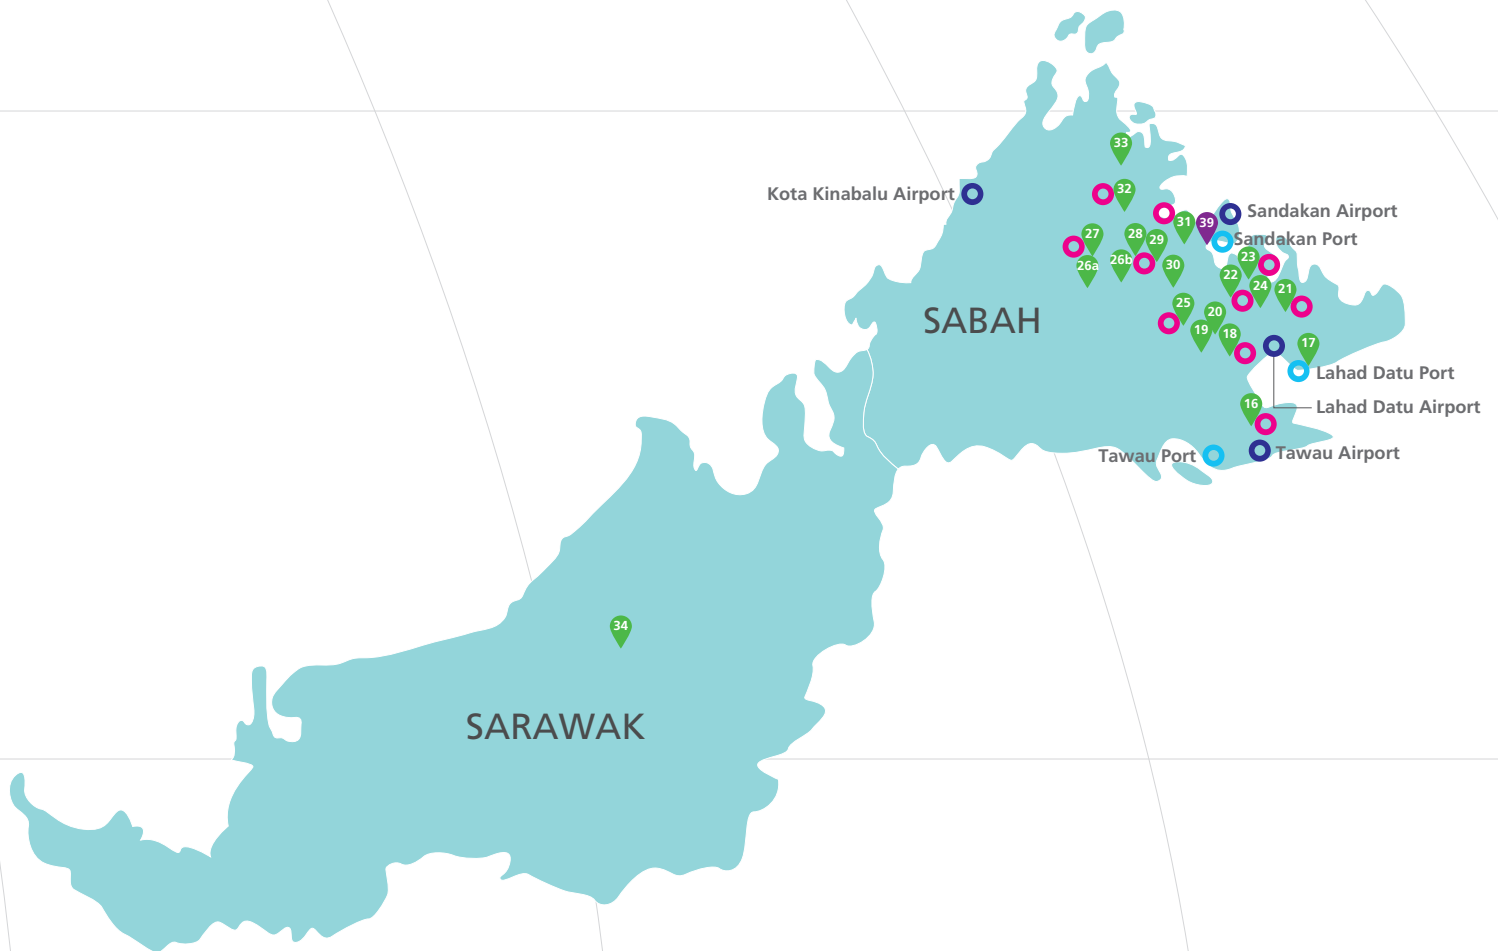 33
Kota Kinabalu Airport
32
Sandakan Airport
31
39
27
28
29
Sandakan Port
26a
26b
30
23
22
24
21
25
20
SABAH
19
18
17
Lahad Datu Port
16
Lahad Datu Airport
Tawau Port
Tawau Airport
34
SARAWAK